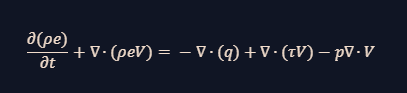 ∂(ρe)/∂t + ∇·(ρeV) = − ∇·(q) + ∇·(τV) − p∇·V